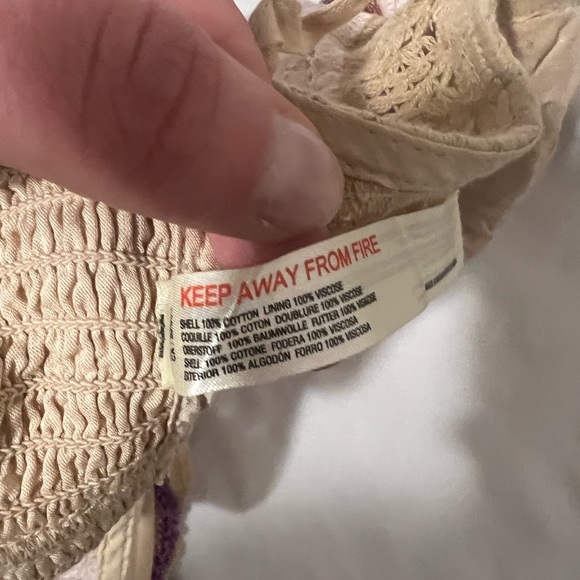 KEEP AWAY FROM FIRE
SHELL 100% COTTON LINING 100% VISCOSE
COQUILLE 100% COTON DOUBLURE 100% VISCOSE
OBERSTOFF 100% BAUMWOLLE FUTTER 100% VISKOSE
SHELL 100% COTONE FODERA 100% VISCOSA
EXTERIOR 100% ALGODÓN FORRO 100% VISCOSA